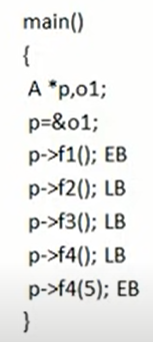 main()
{
A *p,o1;
p=&o1;
p->f1(); EB
p->f2(); LB
p->f3(); LB
p->f4(); LB
p->f4(5); EB
}